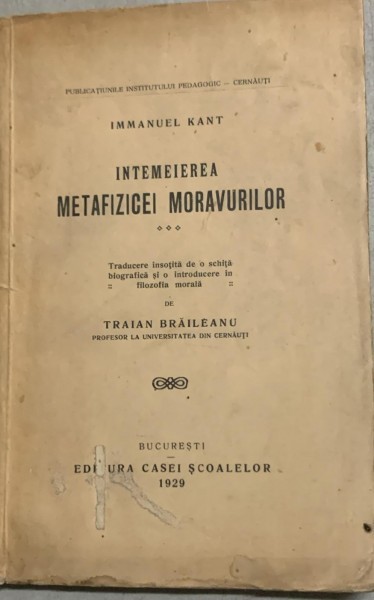 PUBLICAȚIUNILE INSTITUTULUI PEDAGOGIC — CERNĂUȚI
IMMANUEL KANT
INTEMEIEREA
METAFIZICEI MORAVURILOR
Traducere însoțită de o schiță
biografică și o introducere în
:: filozofia morală ::
DE
TRAIAN BRĂILEANU
PROFESOR LA UNIVERSITATEA DIN CERNĂUȚI
BUCUREȘTI
—
EDITURA CASEI ȘCOALELOR
1929